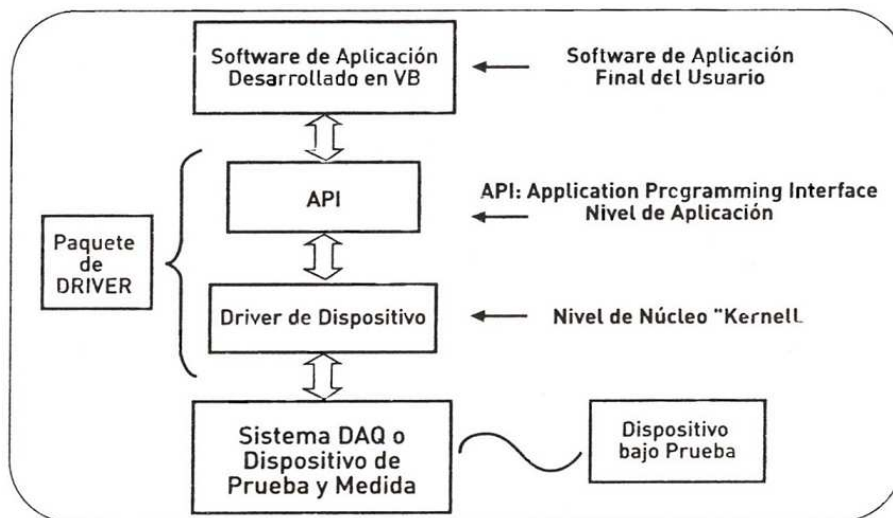 Software de Aplicación
Desarrollado en VB
Software de Aplicación
Final del Usuario
API
API: Application Programming Interface
Nivel de Aplicación
Paquete
de
DRIVER
Driver de Dispositivo
Nivel de Núcleo "Kernell
Sistema DAQ o
Dispositivo de
Prueba y Medida
Dispositivo
bajo Prueba